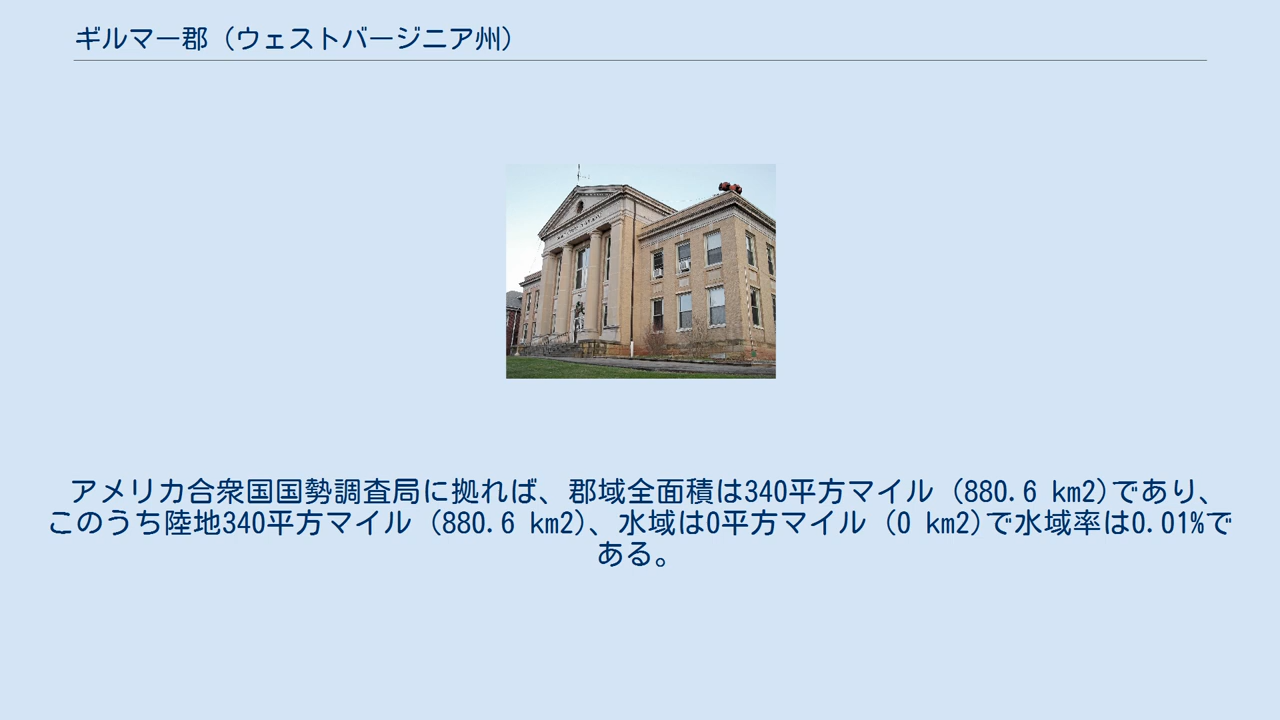 ギルマー郡（ウェストバージニア州）
アメリカ合衆国国勢調査局に拠れば、郡域全面積は340平方マイル (880.6 km2)であり、
このうち陸地340平方マイル (880.6 km2)、水域は0平方マイル (0 km2)で水域率は0.01%で
ある。